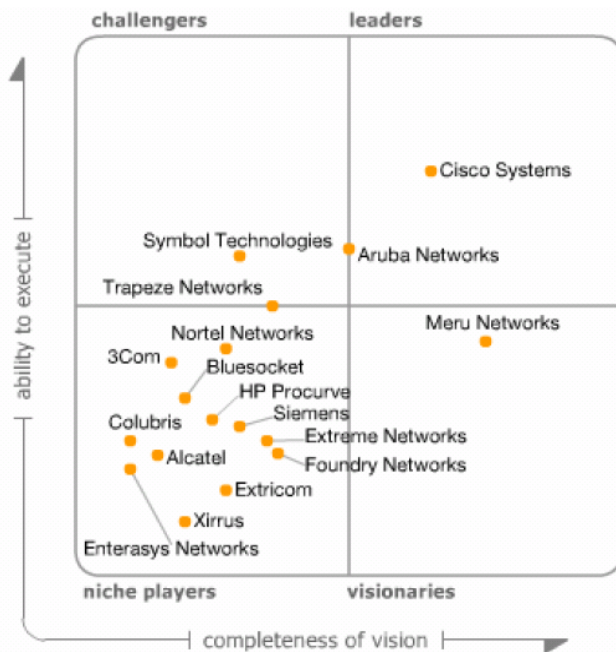 challengers
leaders
Cisco Systems
Symbol Technologies
Aruba Networks
Trapeze Networks
Meru Networks
Nortel Networks
3Com
Bluesocket
HP Procurve
Siemens
Colubris
Extreme Networks
Alcatel
Foundry Networks
Extricom
Xirrus
Enterasys Networks
niche players
visionaries
ability to execute
completeness of vision